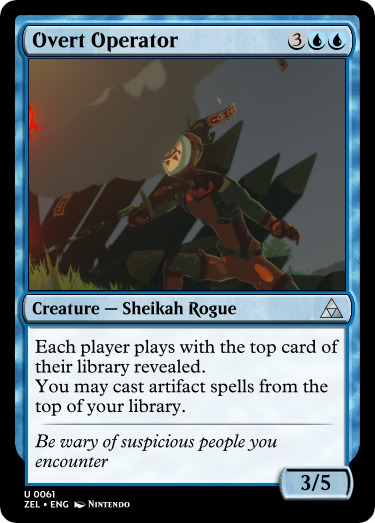 Overt Operator 3
Creature — Sheikah Rogue
Each player plays with the top card of
their library revealed.
You may cast artifact spells from the
top of your library.
Be wary of suspicious people you
encounter
3/5
U 0061
ZEL • ENG Nintendo